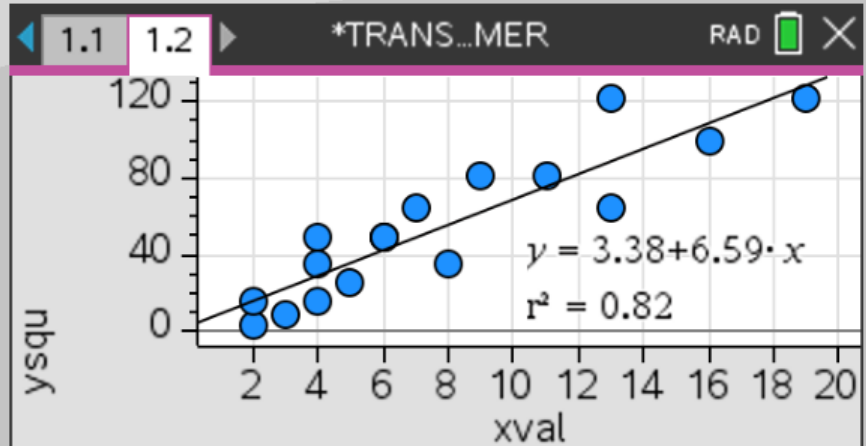 1.1 1.2 *TRANS...MER RAD
120
80
40
0
ysqu
y = 3.38+6.59· x
r² = 0.82
2 4 6 8 10 12 14 16 18 20
xval